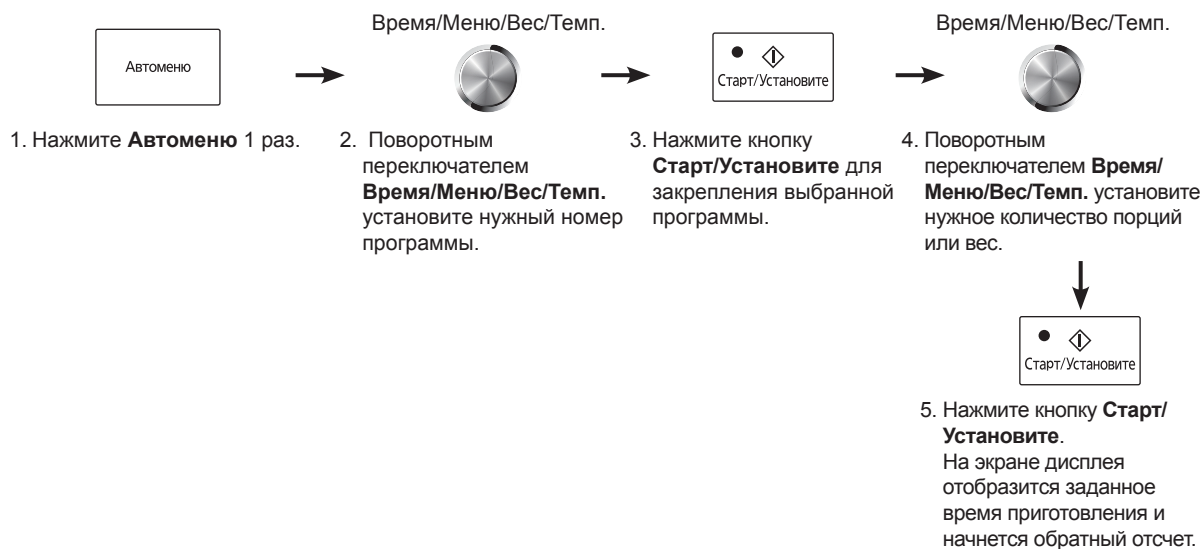 Время/Меню/Вес/Темп.
Время/Меню/Вес/Темп.
Автоменю
Старт/Установите
1. Нажмите Автоменю 1 раз.
2. Поворотным
переключателем
Время/Меню/Вес/Темп.
установите нужный номер
программы.
3. Нажмите кнопку
Старт/Установите для
закрепления выбранной
программы.
4. Поворотным
переключателем Время/
Меню/Вес/Темп. установите
нужное количество порций
или вес.
Старт/Установите
5. Нажмите кнопку Старт/
Установите.
На экране дисплея
отобразится заданное
время приготовления и
начнется обратный отсчет.